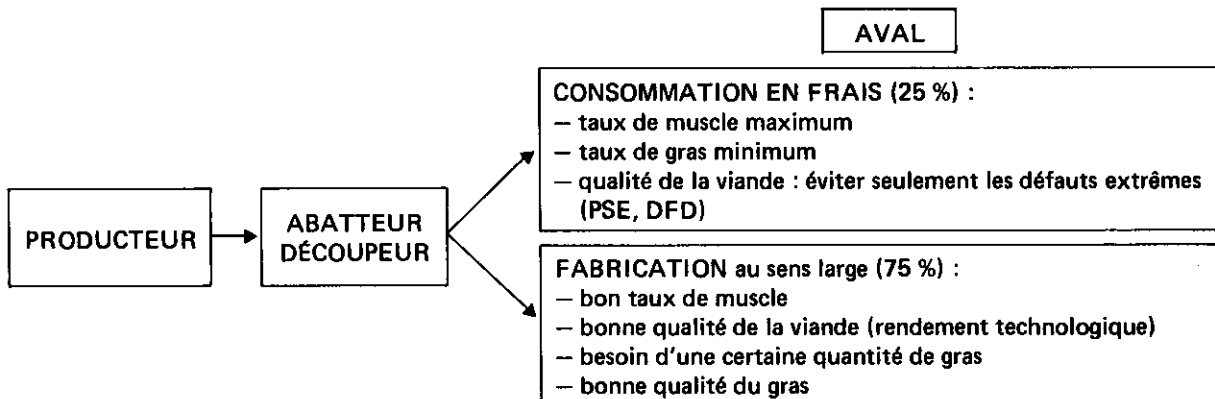 AVAL
CONSOMMATION EN FRAIS (25 %) :
— taux de muscle maximum
— taux de gras minimum
— qualité de la viande : éviter seulement les défauts extrêmes
(PSE, DFD)
PRODUCTEUR
ABATTEUR
DÉCOUPEUR
FABRICATION au sens large (75 %) :
— bon taux de muscle
— bonne qualité de la viande (rendement technologique)
— besoin d'une certaine quantité de gras
— bonne qualité du gras